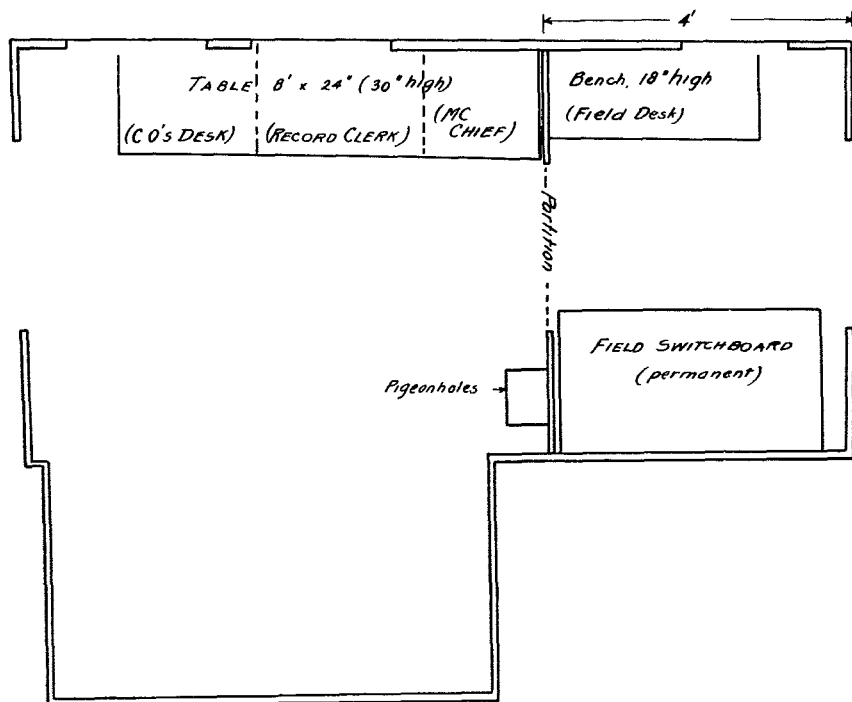 4'
TABLE 8' x 24" (30" high)
(CO'S DESK)
(RECORD CLERK)
(MC
CHIEF)
Bench, 18" high
(Field Desk)
Partition
FIELD SWITCHBOARD
(permanent)
Pigeonholes